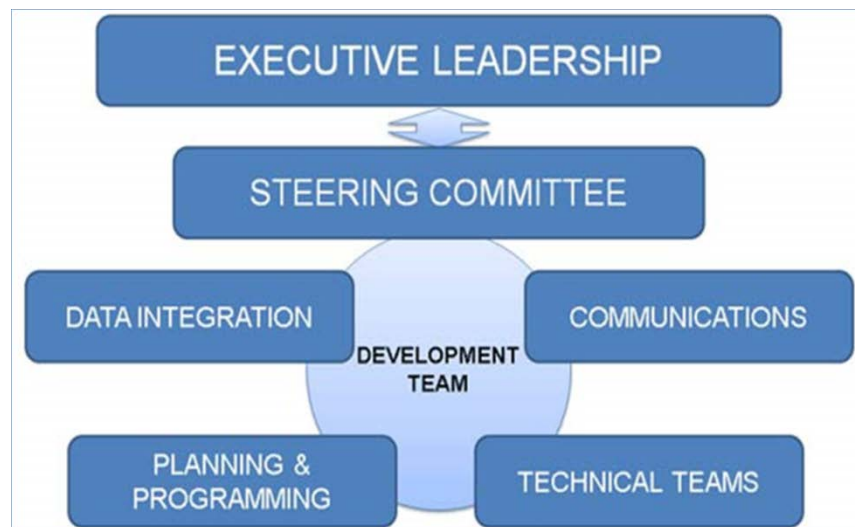 EXECUTIVE LEADERSHIP
STEERING COMMITTEE
DATA INTEGRATION
COMMUNICATIONS
DEVELOPMENT
TEAM
PLANNING &
PROGRAMMING
TECHNICAL TEAMS